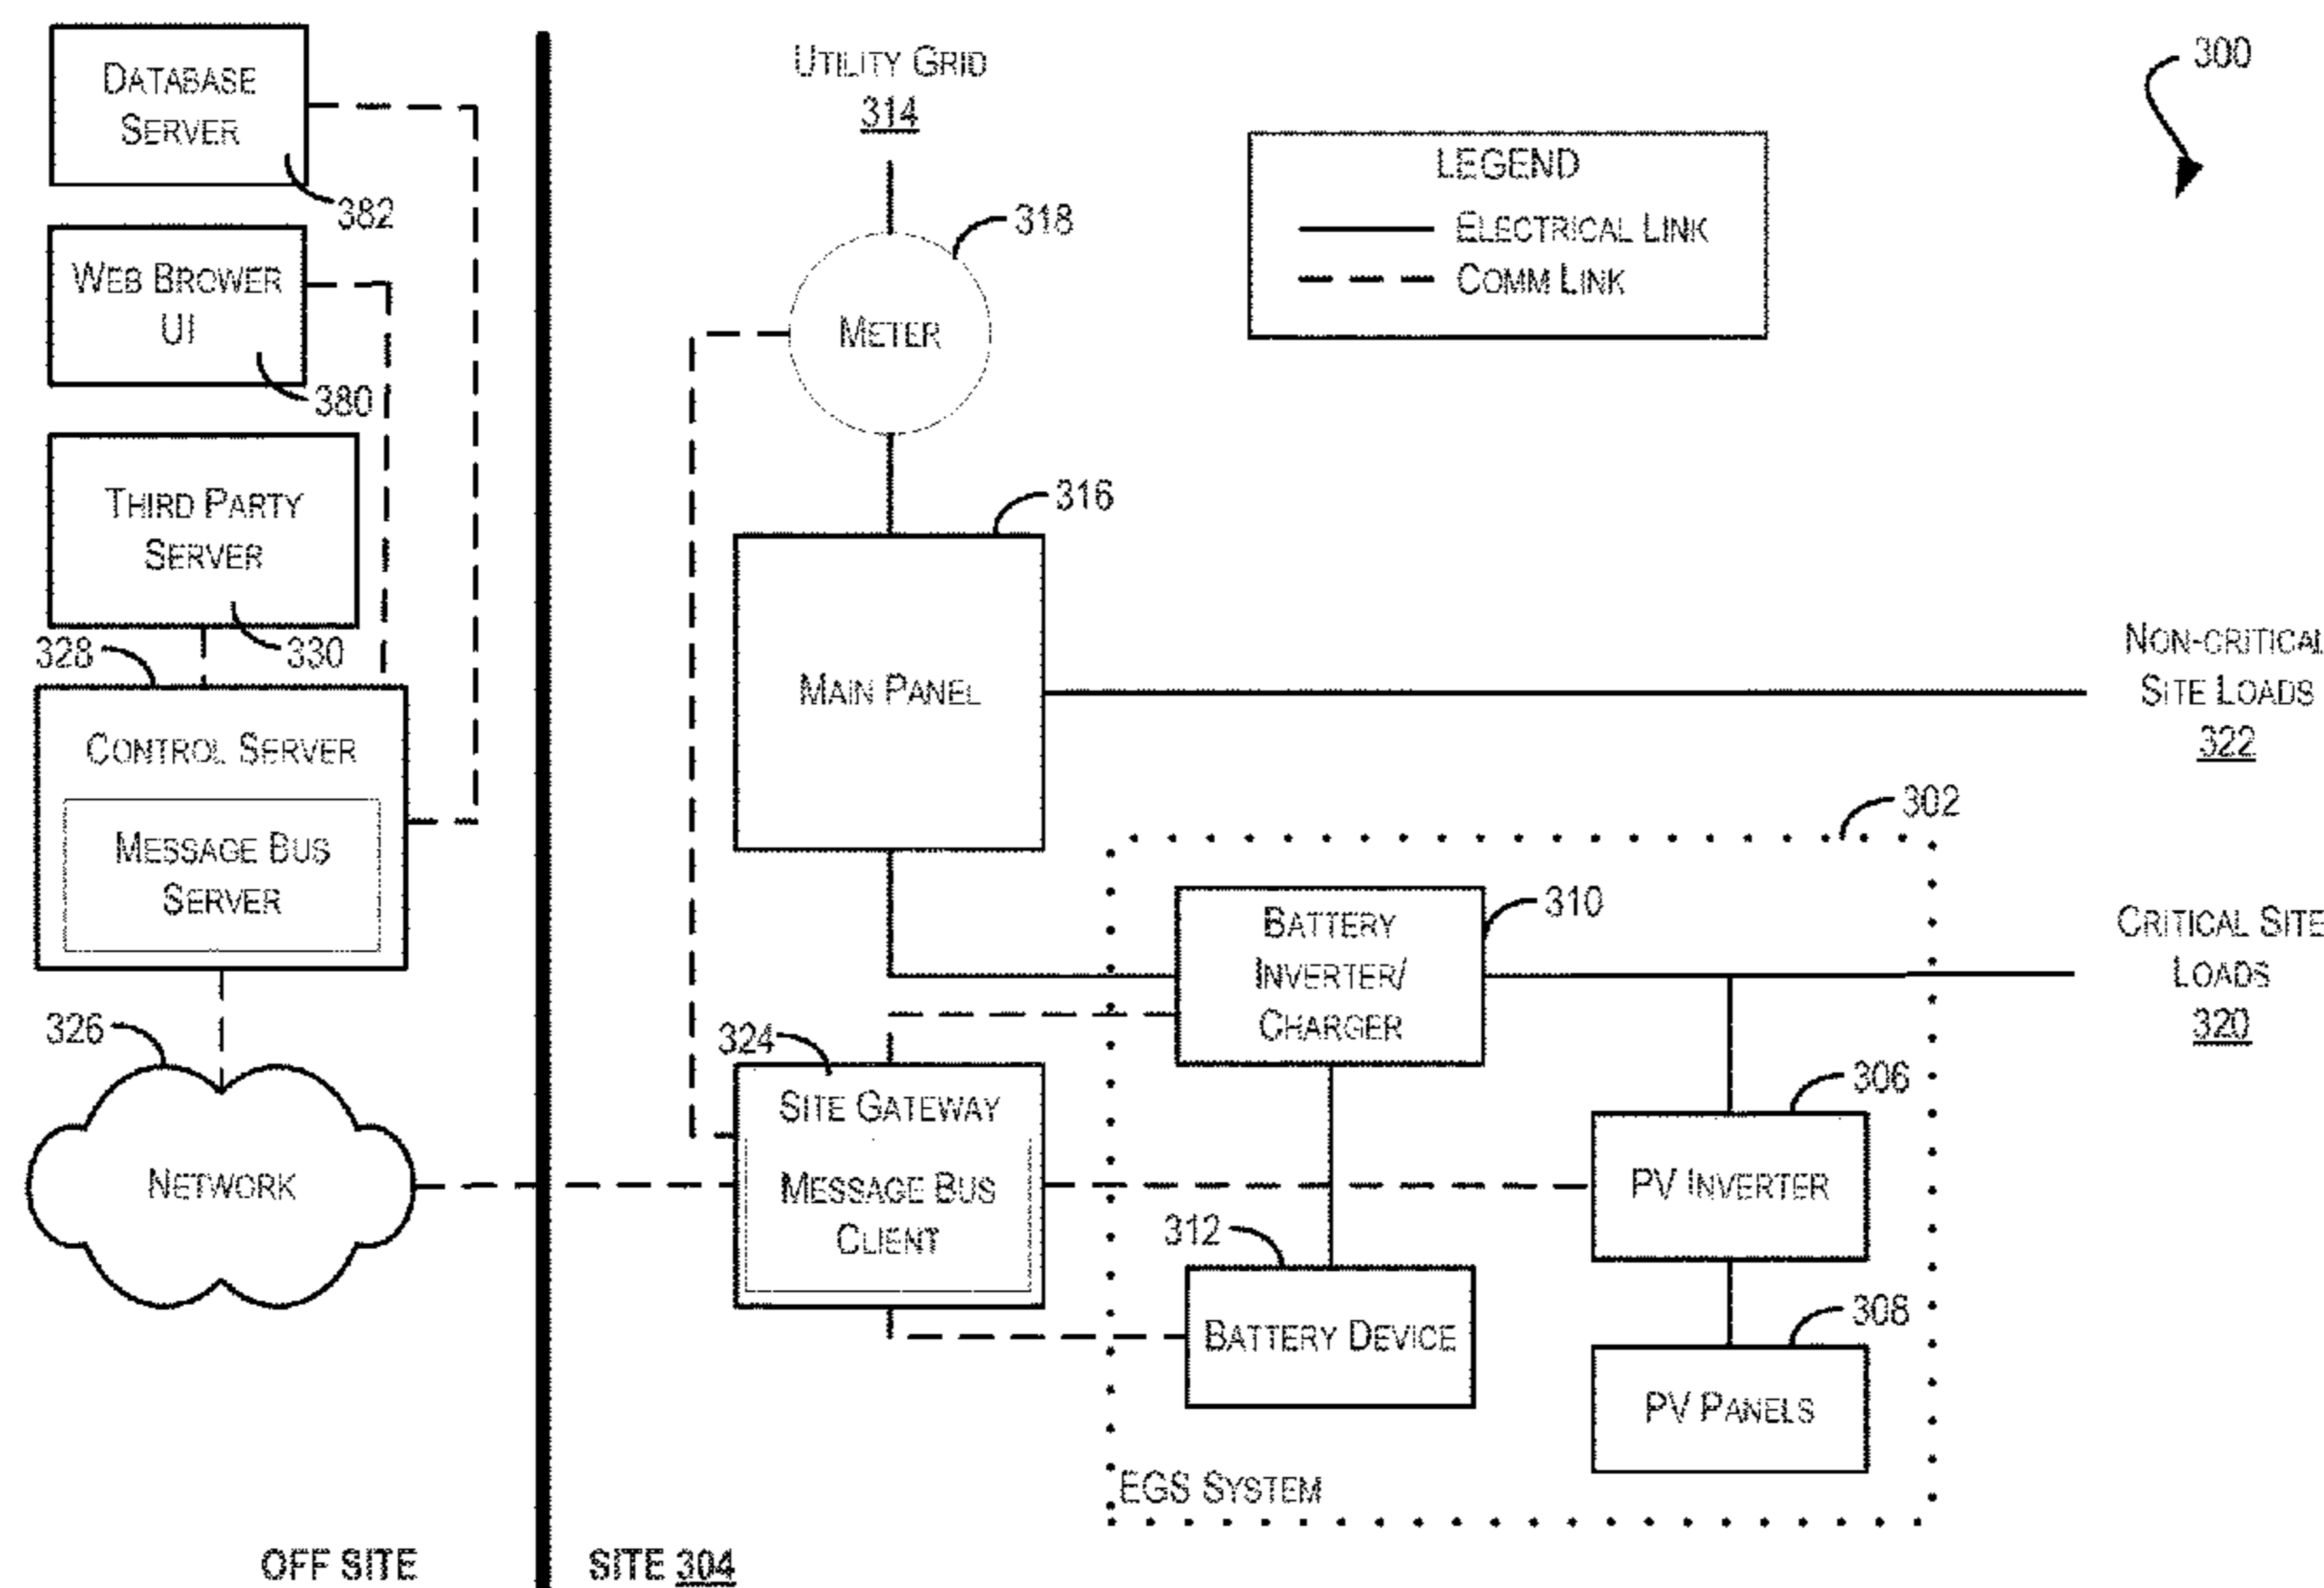 DATABASE
SERVER
382
WEB BROWER
UI
380
THIRD PARTY
SERVER
330
328
CONTROL SERVER
MESSAGE BUS
SERVER
326
NETWORK
OFF SITE
UTILITY GRID
314
318
METER
316
MAIN PANEL
324
SITE GATEWAY
MESSAGE BUS
CLIENT
SITE 304
LEGEND
ELECTRICAL LINK
COMM LINK
300
NON-CRITICAL
SITE LOADS
322
302
310
BATTERY
INVERTER/
CHARGER
CRITICAL SITE
LOADS
320
306
PV INVERTER
312
BATTERY DEVICE
308
PV PANELS
EGS SYSTEM